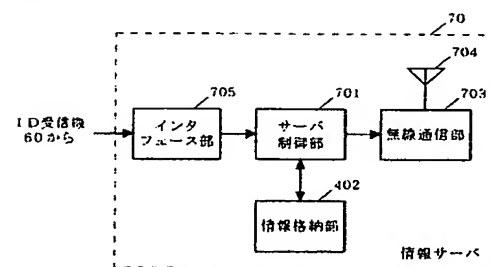 70
704
705
701
703
ID受信機
60から
インタ
フェース部
サーバ
制御部
無線通信部
402
情報格納部
情報サーバ